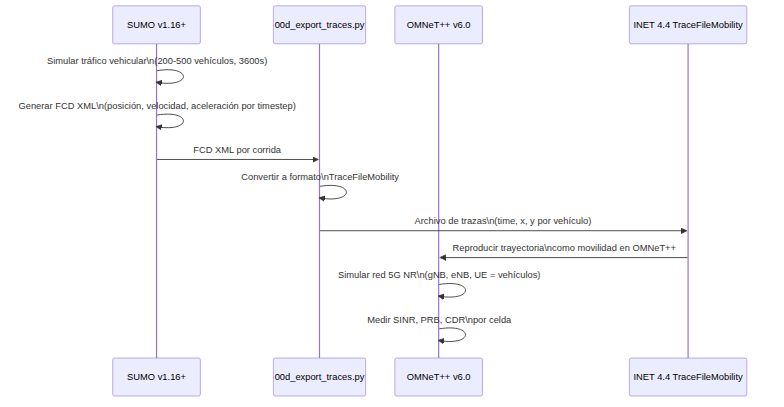 SUMO v1.16+
00d_export_traces.py
OMNeT++ v6.0
INET 4.4 TraceFileMobility
Simular tráfico vehicular\n(200-500 vehículos, 3600s)
Generar FCD XML\n(posición, velocidad, aceleración por timestep)
FCD XML por corrida
Convertir a formato\nTraceFileMobility
Archivo de trazas\n(time, x, y por vehículo)
Reproducir trayectoria\ncomo movilidad en OMNeT++
Simular red 5G NR\n(gNB, eNB, UE = vehículos)
Medir SINR, PRB, CDR\npor celda
SUMO v1.16+
00d_export_traces.py
OMNeT++ v6.0
INET 4.4 TraceFileMobility